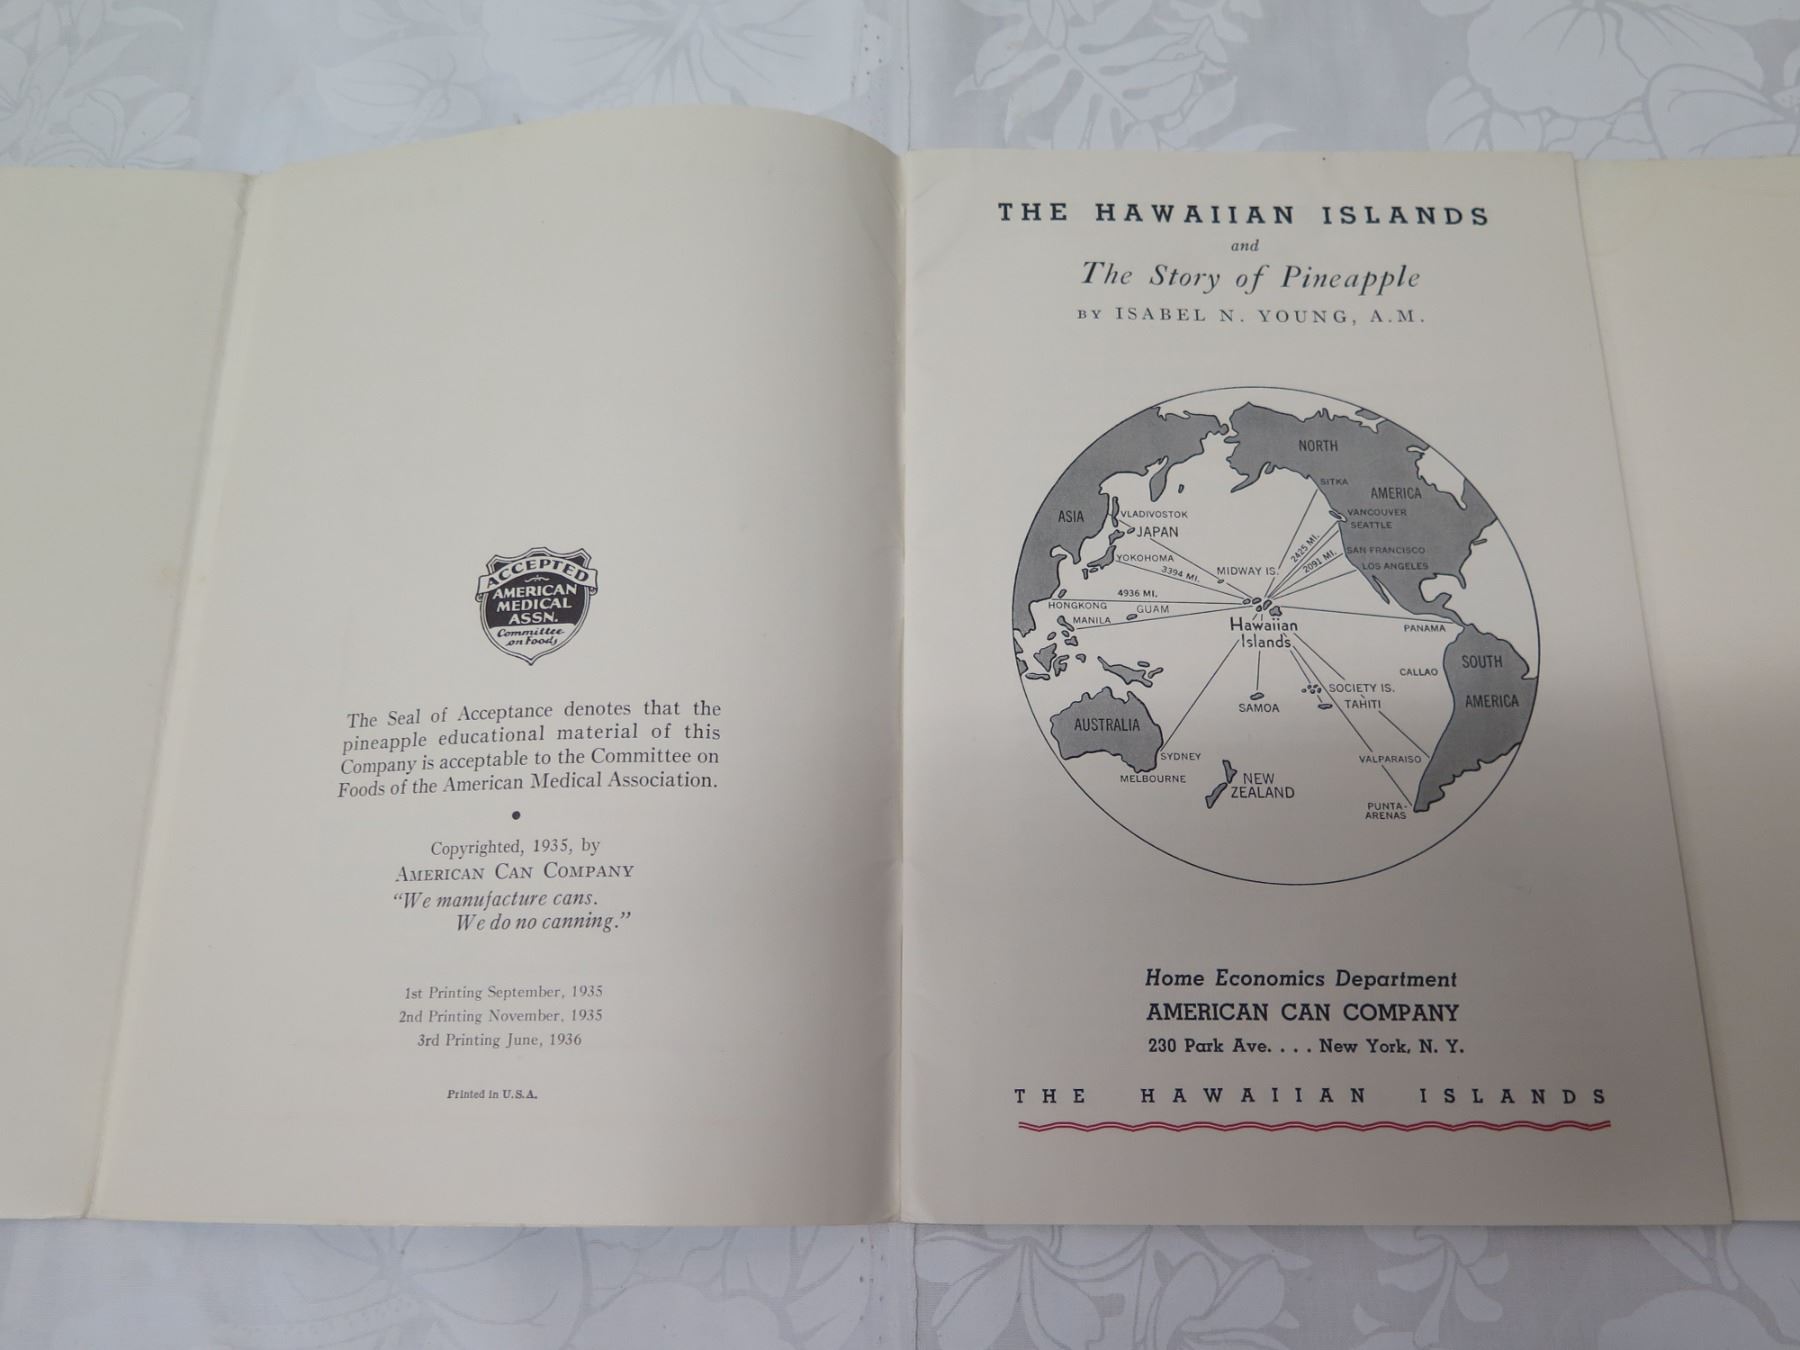 ACCEPTED
AMERICAN
MEDICAL
ASSN.
Committee
on Foods
The Seal of Acceptance denotes that the
pineapple educational material of this
Company is acceptable to the Committee on
Foods of the American Medical Association.
Copyrighted, 1935, by
AMERICAN CAN COMPANY
“We manufacture cans.
We do no canning.”
1st Printing September, 1935
2nd Printing November, 1935
3rd Printing June, 1936
Printed in U.S.A.
THE HAWAIIAN ISLANDS
and
The Story of Pineapple
BY ISABEL N. YOUNG, A.M.
NORTH
AMERICA
SITKA
ASIA
VLADIVOSTOK
JAPAN
VANCOUVER
SEATTLE
YOKOHOMA
3394 MI.
MIDWAY IS.
2425 MI.
2091 MI.
SAN FRANCISCO
LOS ANGELES
4936 MI.
HONGKONG
GUAM
MANILA
Hawaiian
Islands
PANAMA
CALLAO
SOUTH
AMERICA
SOCIETY IS.
TAHITI
SAMOA
AUSTRALIA
SYDNEY
MELBOURNE
NEW
ZEALAND
VALPARAISO
PUNTA-
ARENAS
Home Economics Department
AMERICAN CAN COMPANY
230 Park Ave. . . . New York, N. Y.
THE HAWAIIAN ISLANDS